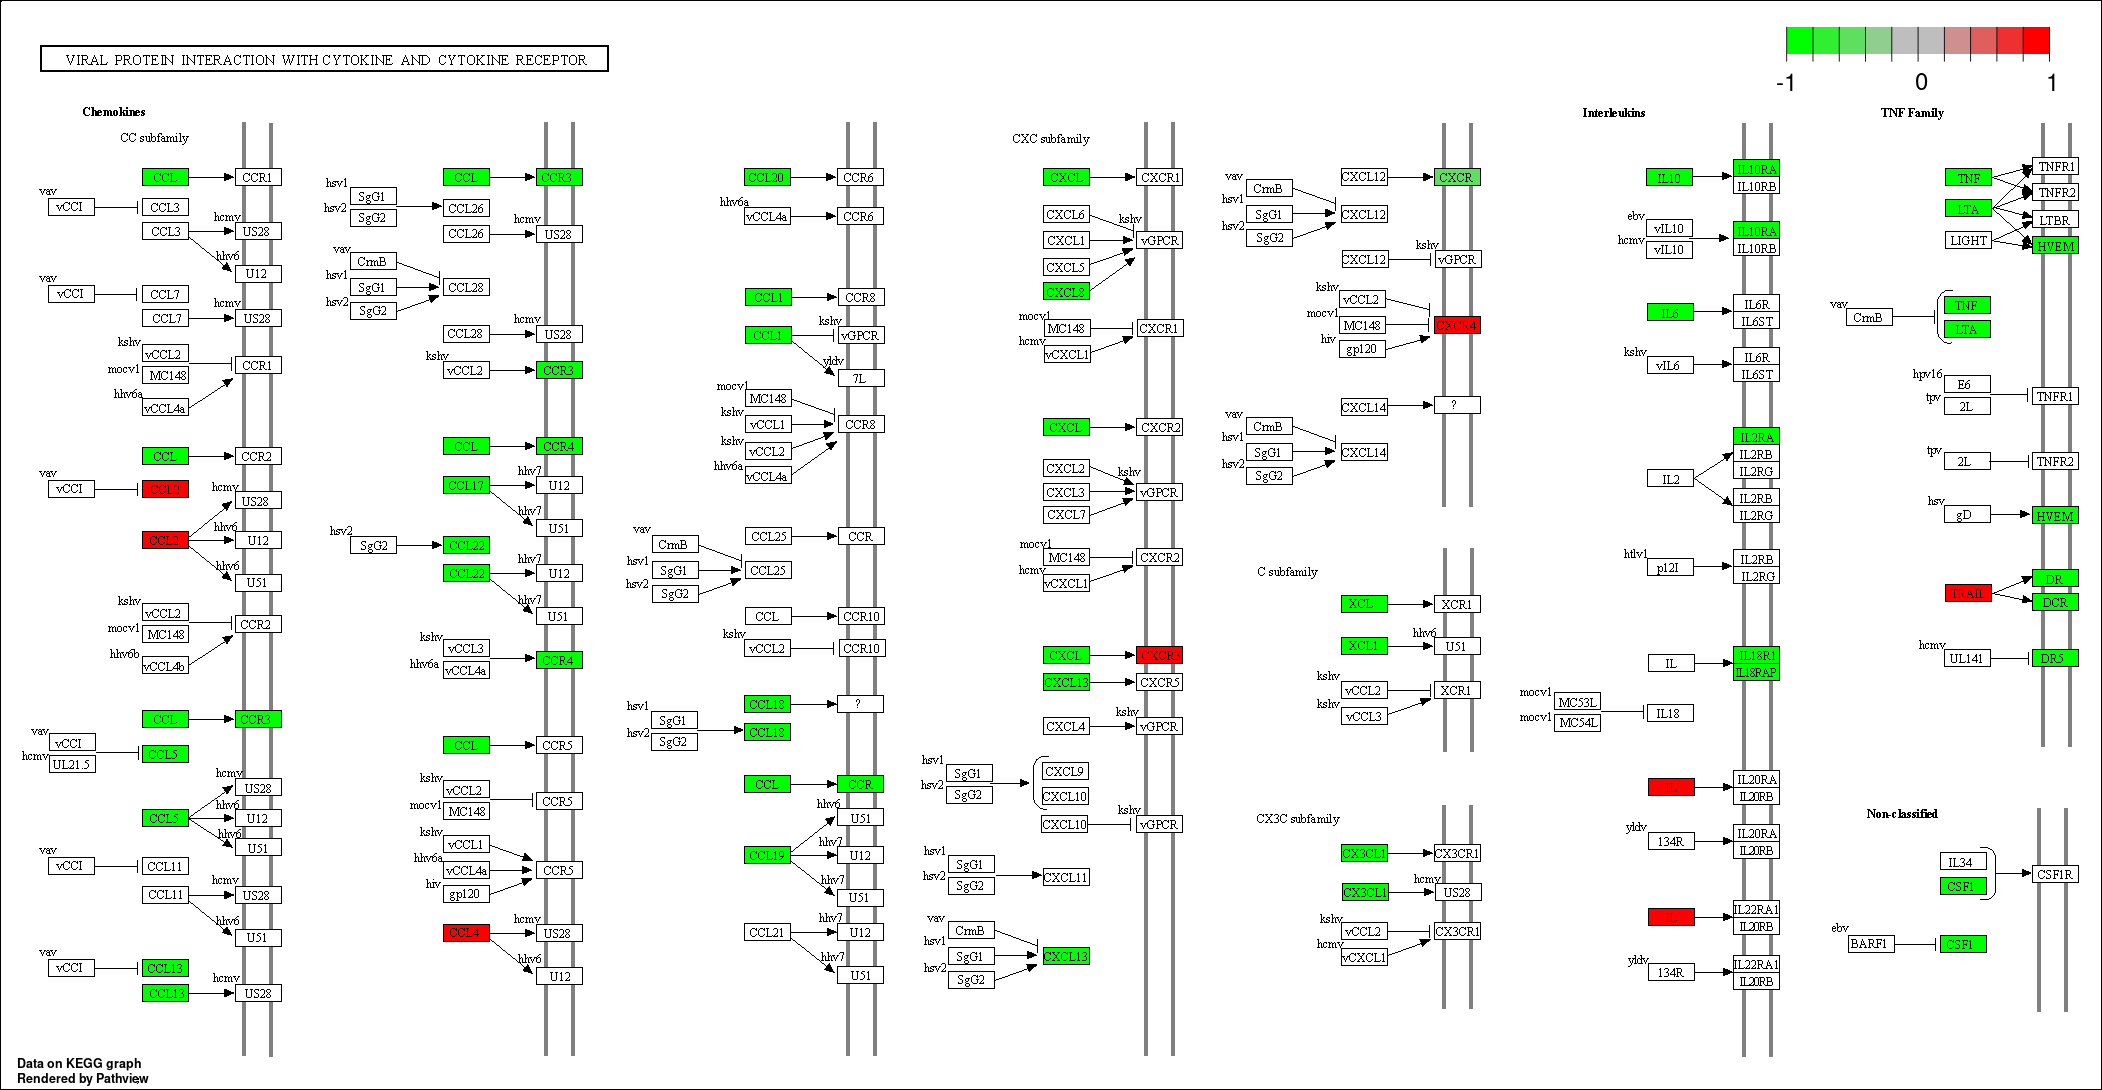 VIRAL PROTEIN INTERACTION WITH CYTOKINE AND CYTOKINE RECEPTOR
-1 0 1
Chemokines
CC subfamily
CCL CCR1
vav
vCCI CCL3
hcmv
CCL3 US28
hhv6
U12
vav
vCCI CCL7
hcmv
CCL7 US28
kshv
vCCL2
mocv1
MC148 CCR1
hhv6a
vCCL4a
CCL CCR2
vav
vCCI CCL2
hcmv
US28
hhv6
CCL2 U12
hhv6
U51
kshv
vCCL2
mocv1
MC148 CCR2
hhv6b
vCCL4b
CCL CCR3
vav
vCCI
hcmv
UL21.5 CCL5
hcmv
US28
hhv6
CCL5 U12
hhv6
U51
vav
vCCI CCL11
hcmv
CCL11 US28
hhv6
U51
vav
vCCI CCL13
hcmv
CCL13 US28
CCL CCR3
hsv1
SgG1
hsv2
SgG2 CCL26
hcmv
CCL26 US28
vav
CrmB
hsv1
SgG1 CCL28
hsv2
SgG2
hcmv
CCL28 US28
kshv
vCCL2 CCR3
CCL CCR4
hhv7
CCL17 U12
hhv7
U51
hsv2
SgG2 CCL22
hhv7
CCL22 U12
hhv7
U51
kshv
vCCL3
hhv6a
vCCL4a CCR4
CCL CCR5
kshv
vCCL2
mocv1
MC148 CCR5
kshv
vCCL1
hhv6a
vCCL4a CCR5
hiv
gp120
hcmv
CCL4 US28
hhv6
U12
CCL20 CCR6
hhv6a
vCCL4a CCR6
CCL1 CCR8
kshv
CCL1 vGPCR
yldv
7L
mocv1
MC148
kshv
vCCL1 CCR8
kshv
vCCL2
hhv6a
vCCL4a
CCL25 CCR
vav
CrmB
hsv1
SgG1 CCL25
hsv2
SgG2
CCL CCR10
kshv
vCCL2 CCR10
CCL18 ?
hsv1
SgG1
hsv2
SgG2 CCL18
CCL CCR
hhv6
U51
hhv7
CCL19 U12
hhv7
U51
hhv7
CCL21 U12
hhv7
U51
CXC subfamily
CXCL CXCR1
CXCL6
kshv
CXCL1 vGPCR
CXCL5
CXCL8
mocv1
MC148 CXCR1
hcmv
vCXCL1
CXCL CXCR2
CXCL2
kshv
CXCL3 vGPCR
CXCL7
mocv1
MC148 CXCR2
hcmv
vCXCL1
CXCL CXCR3
CXCL13 CXCR5
kshv
CXCL4 vGPCR
hsv1
SgG1 CXCL9
hsv2
SgG2 CXCL10
kshv
CXCL10 vGPCR
hsv1
SgG1
hsv2
SgG2 CXCL11
vav
CrmB
hsv1
SgG1 CXCL13
hsv2
SgG2
CXCL12 CXCR
vav
CrmB
hsv1
SgG1 CXCL12
hsv2
SgG2
kshv
CXCL12 vGPCR
kshv
vCCL2
mocv1
MC148 CXCR4
hiv
gp120
CXCL14 ?
vav
CrmB
hsv1
SgG1 CXCL14
hsv2
SgG2
C subfamily
XCL XCR1
hhv6
XCL1 U51
kshv
vCCL2 XCR1
kshv
vCCL3
CX3C subfamily
CX3CL1 CX3CR1
hcmv
CX3CL1 US28
kshv
vCCL2 CX3CR1
hcmv
vCXCL1
Interleukins
IL10 IL10RA
IL10RB
ebv
vIL10 IL10RA
hcmv
vIL10 IL10RB
IL6 IL6R
IL6ST
kshv
vIL6 IL6R
IL6ST
IL2RA
IL2RB
IL2RG
IL2
IL2RB
IL2RG
htlv1
p12I IL2RB
IL2RG
IL IL18R1
IL18RAP
mocv1
MC53L
mocv1
MC54L IL18
IL IL20RA
IL20RB
yldv
134R IL20RA
IL20RB
IL IL22RA1
IL20RB
yldv
134R IL22RA1
IL20RB
TNF Family
TNF TNFR1
TNFR2
LTA LTBR
LIGHT HVEM
vav
CrmB TNF
LTA
hpv16
E6
tpv
2L TNFR1
tpv
2L TNFR2
hsv
gD HVEM
TRAIL DR
DCR
hcmv
UL141 DR5
Non-classified
IL34
CSF1 CSF1R
ebv
BARF1 CSF1
Data on KEGG graph
Rendered by Pathview